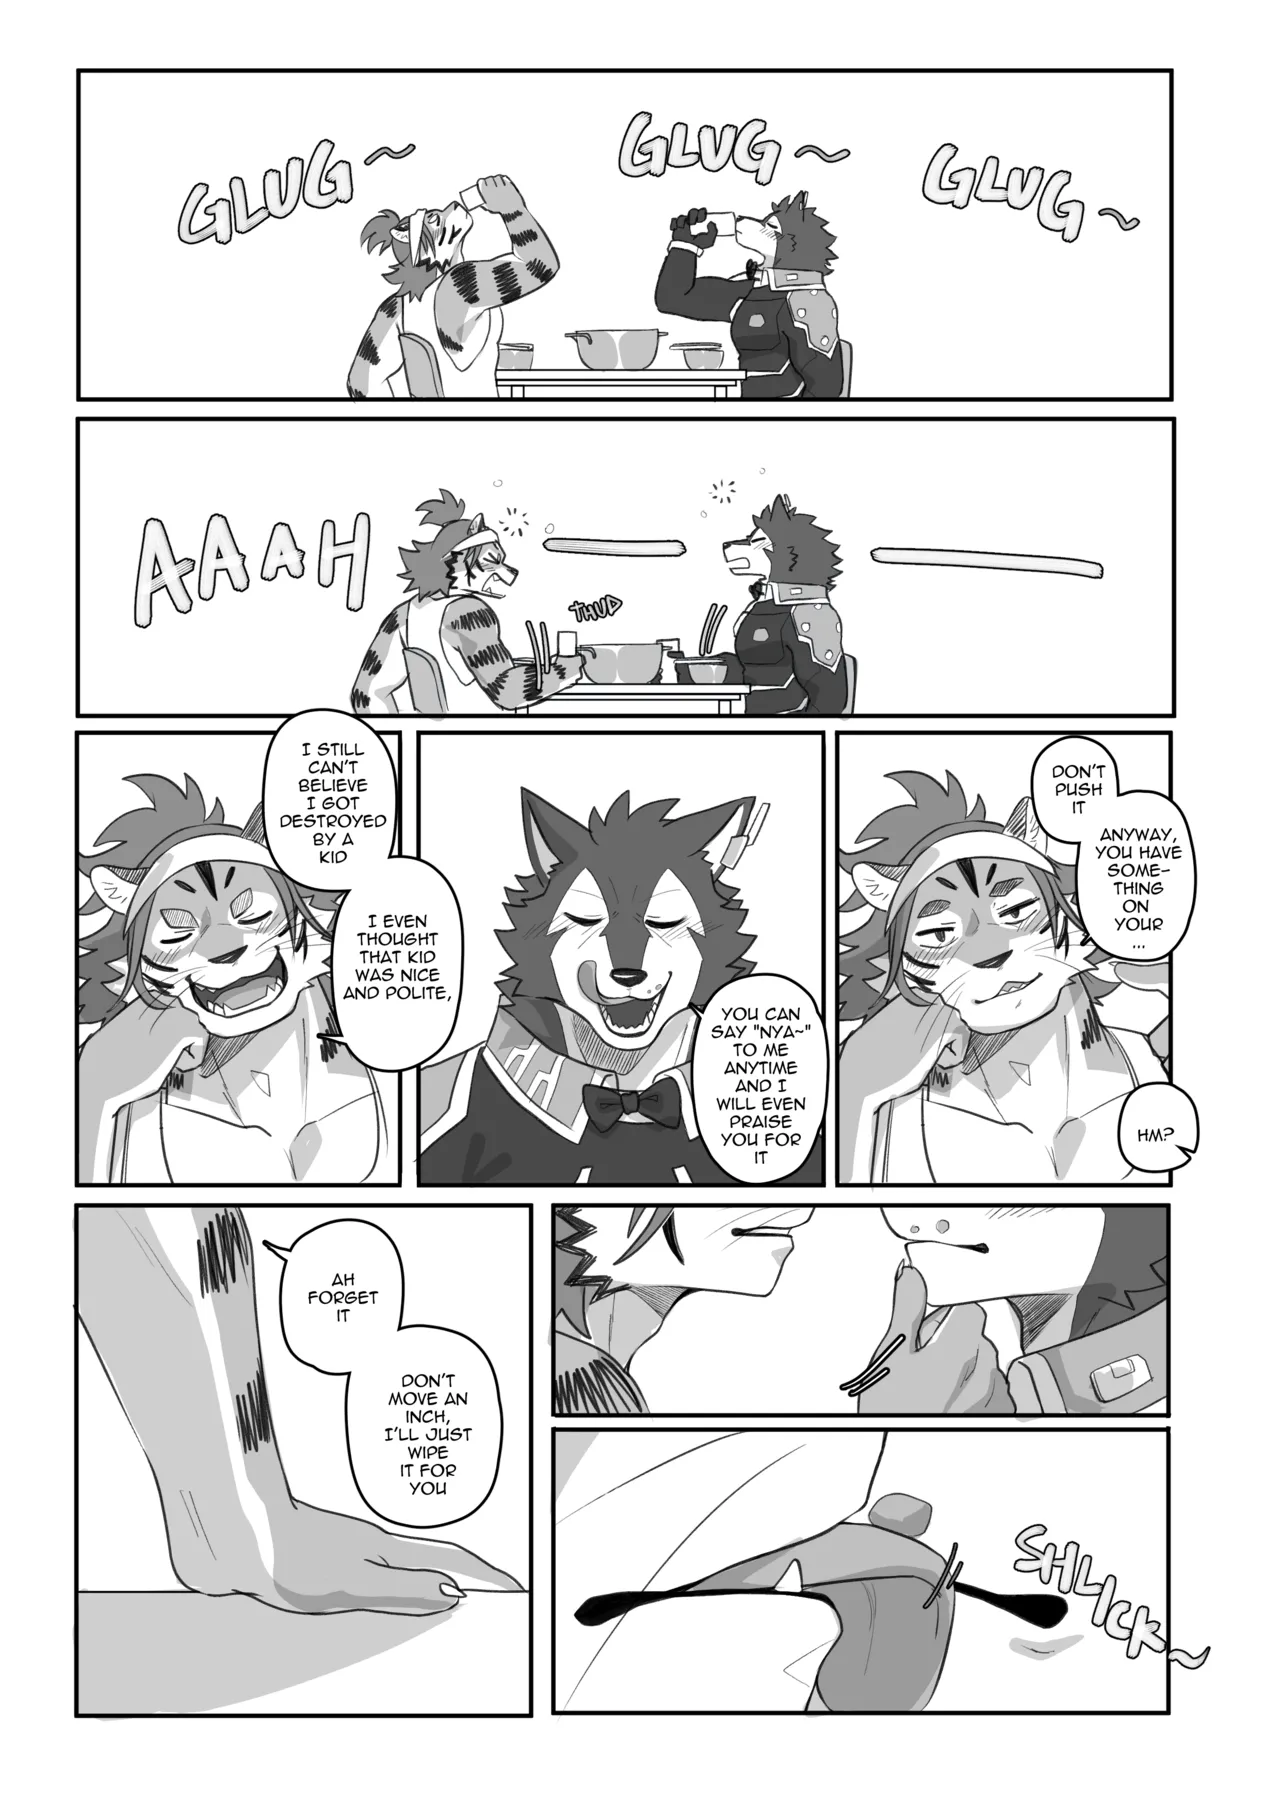 GLUG~
GLUG~
GLUG~
AAAH
THUD
I STILL
CAN'T
BELIEVE
I GOT
DESTROYED
BY A
KID
I EVEN
THOUGHT
THAT KID
WAS NICE
AND POLITE,
YOU CAN
SAY "NYA~"
TO ME
ANYTIME
AND I
WILL EVEN
PRAISE
YOU FOR
IT
DON'T
PUSH
IT
ANYWAY,
YOU HAVE
SOME-
THING
ON
YOUR
...
HM?
AH
FORGET
IT
DON'T
MOVE AN
INCH,
I'LL JUST
WIPE
IT FOR
YOU
SHLICK~